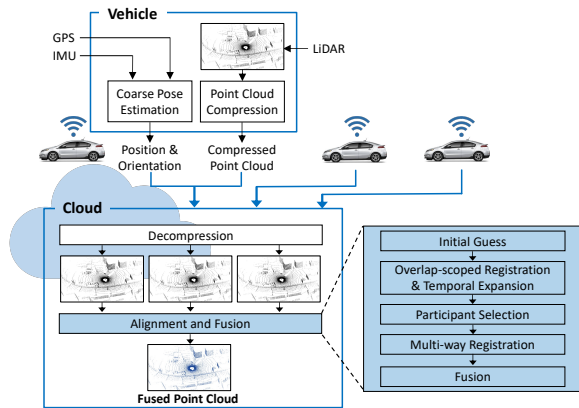 Vehicle
GPS
IMU
LiDAR
Coarse Pose
Estimation
Point Cloud
Compression
Position &
Orientation
Compressed
Point Cloud
Cloud
Decompression
Alignment and Fusion
Fused Point Cloud
Initial Guess
Overlap-scoped Registration
& Temporal Expansion
Participant Selection
Multi-way Registration
Fusion